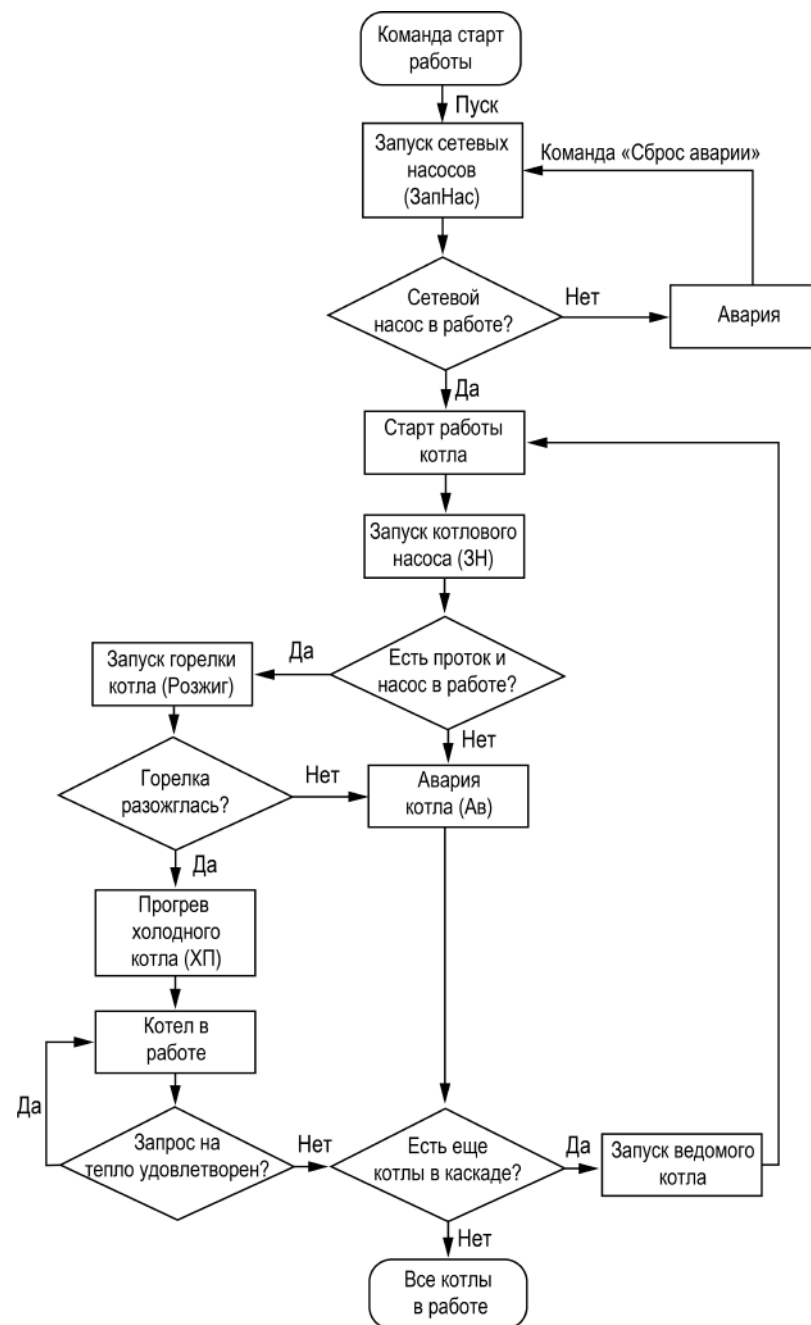 Команда старт
работы
Пуск
Запуск сетевых
насосов
(ЗапНас)
Команда «Сброс аварии»
Сетевой
насос в работе?
Нет
Авария
Да
Старт работы
котла
Запуск котлового
насоса (ЗН)
Есть проток и
насос в работе?
Да
Запуск горелки
котла (Розжиг)
Нет
Горелка
разожглась?
Нет
Авария
котла (Ав)
Да
Прогрев
холодного
котла (ХП)
Котел в
работе
Да
Запрос на
тепло удовлетворен?
Нет
Есть еще
котлы в каскаде?
Да
Запуск ведомого
котла
Нет
Все котлы
в работе